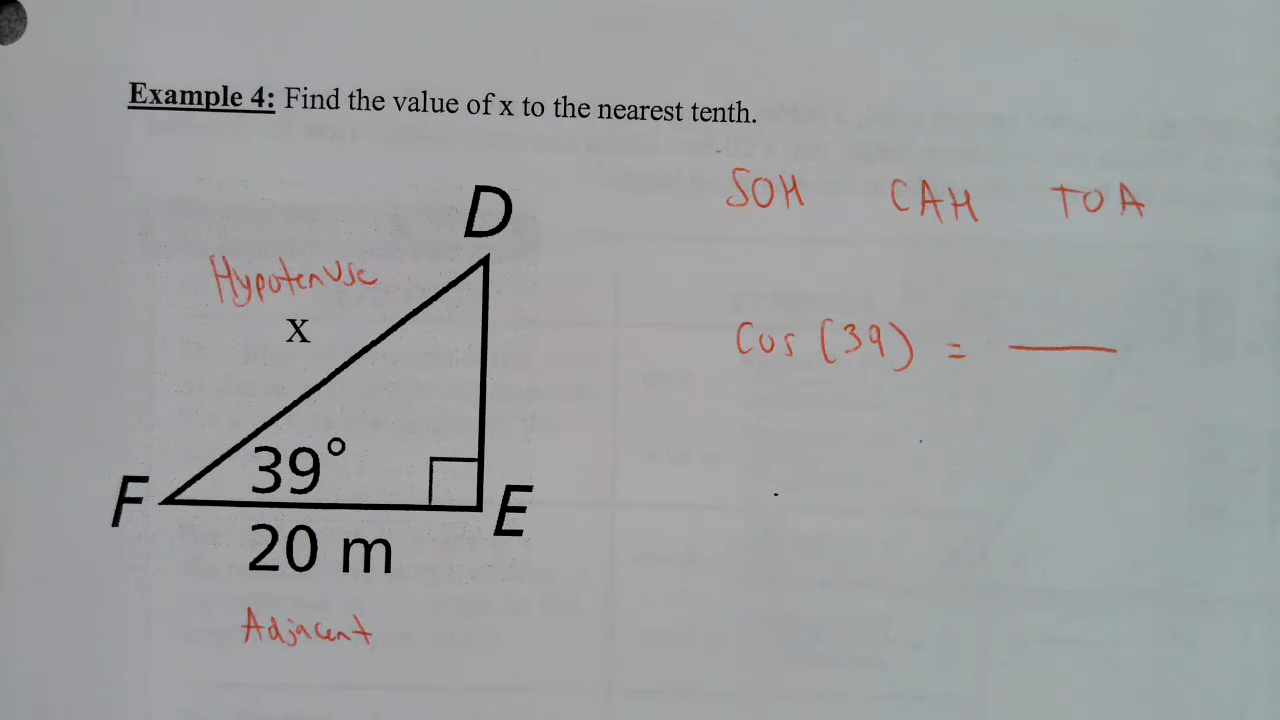 Example 4: Find the value of x to the nearest tenth.
SOH CAH TOA
D
Hypotenuse
x
Cos (39) =
39°
F
E
20 m
Adjacent